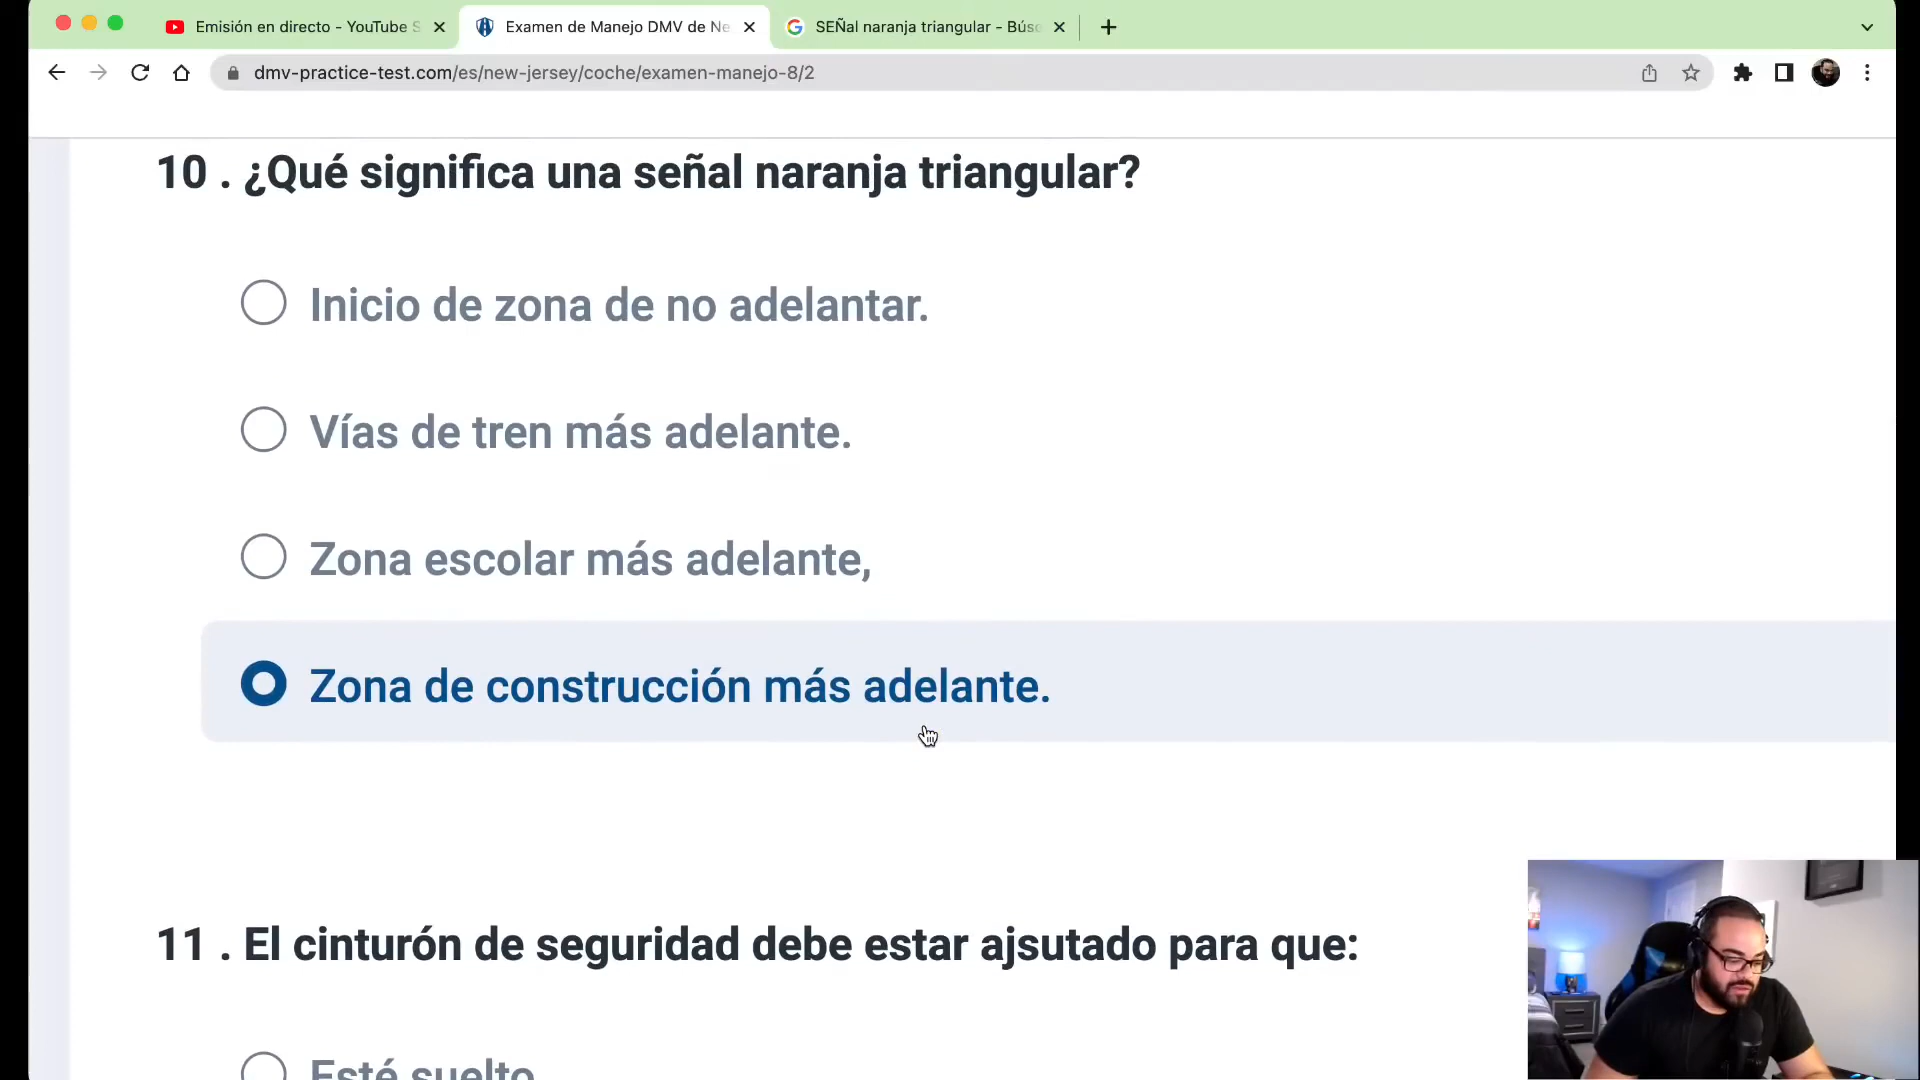 Emisión en directo - YouTube S
Examen de Manejo DMV de Ne
SEÑal naranja triangular - Búsq
dmv-practice-test.com/es/new-jersey/coche/examen-manejo-8/2
10 . ¿Qué significa una señal naranja triangular?
Inicio de zona de no adelantar.
Vías de tren más adelante.
Zona escolar más adelante,
Zona de construcción más adelante.
11 . El cinturón de seguridad debe estar ajsutado para que:
Esté suelto